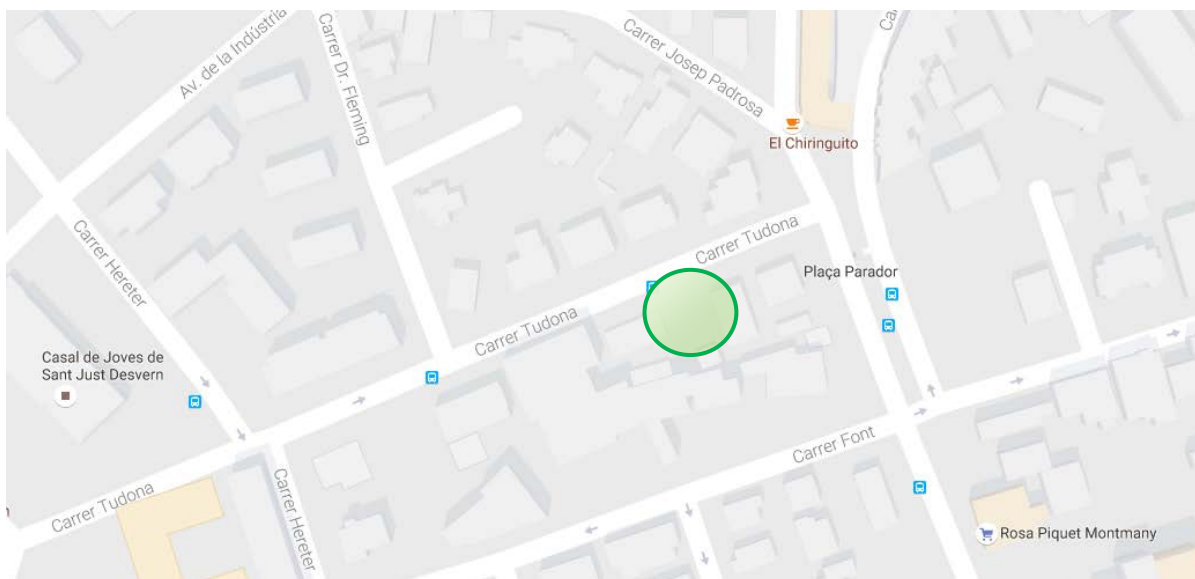 Av. de la Indústria
Carrer Dr. Fleming
Carrer Josep Padrosa
El Chiringuito
Carrer Hereter
Carrer Tudona
Plaça Parador
Carrer Tudona
Casal de Joves de
Sant Just Desvern
Carrer Font
Carrer Tudona
Carrer Hereter
Rosa Piquet Montmany